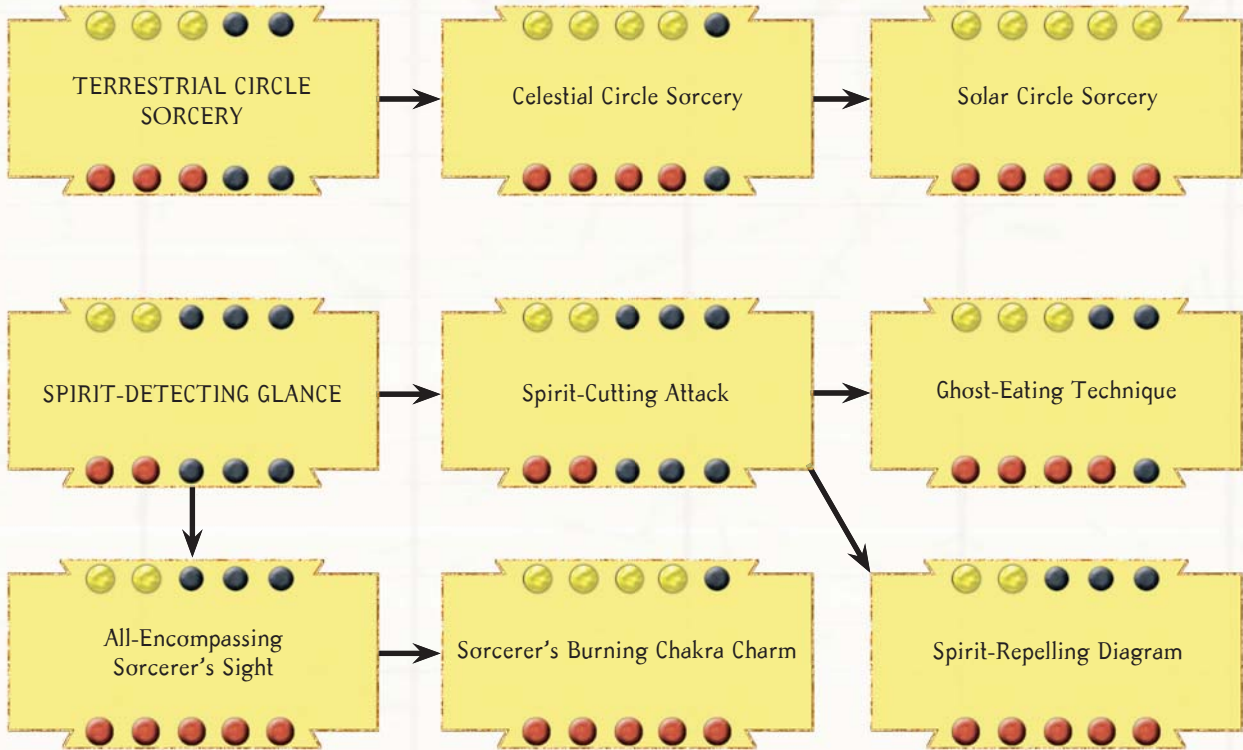 TERRESTRIAL CIRCLE
SORCERY
Celestial Circle Sorcery
Solar Circle Sorcery
SPIRIT-DETECTING GLANCE
Spirit-Cutting Attack
Ghost-Eating Technique
All-Encompassing
Sorcerer's Sight
Sorcerer's Burning Chakra Charm
Spirit-Repelling Diagram